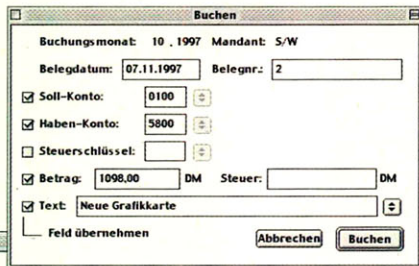 Buchen
Buchungsmonat: 10 . 1997 Mandant: S/W
Belegdatum: 07.11.1997 Belegnr.: 2
Soll-Konto: 0100
Haben-Konto: 5800
Steuerschlüssel:
Betrag: 1098,00 DM Steuer: DM
Text: Neue Grafikkarte
Feld übernehmen
Abbrechen Buchen